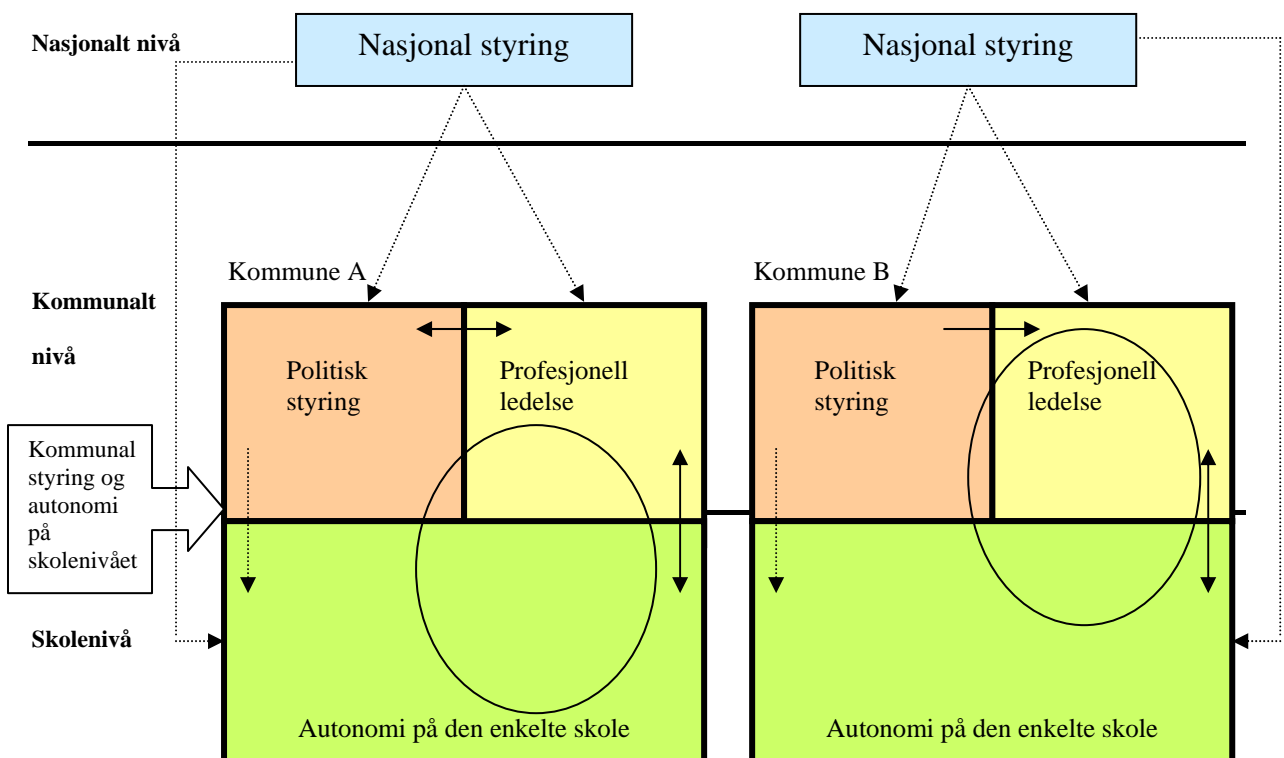 Nasjonalt nivå
Nasjonal styring
Nasjonal styring
Kommune A
Kommune B
Kommunalt
nivå
Politisk
styring
Profesjonell
ledelse
Politisk
styring
Profesjonell
ledelse
Kommunal
styring og
autonomi
på
skolenivået
Skolenivå
Autonomi på den enkelte skole
Autonomi på den enkelte skole